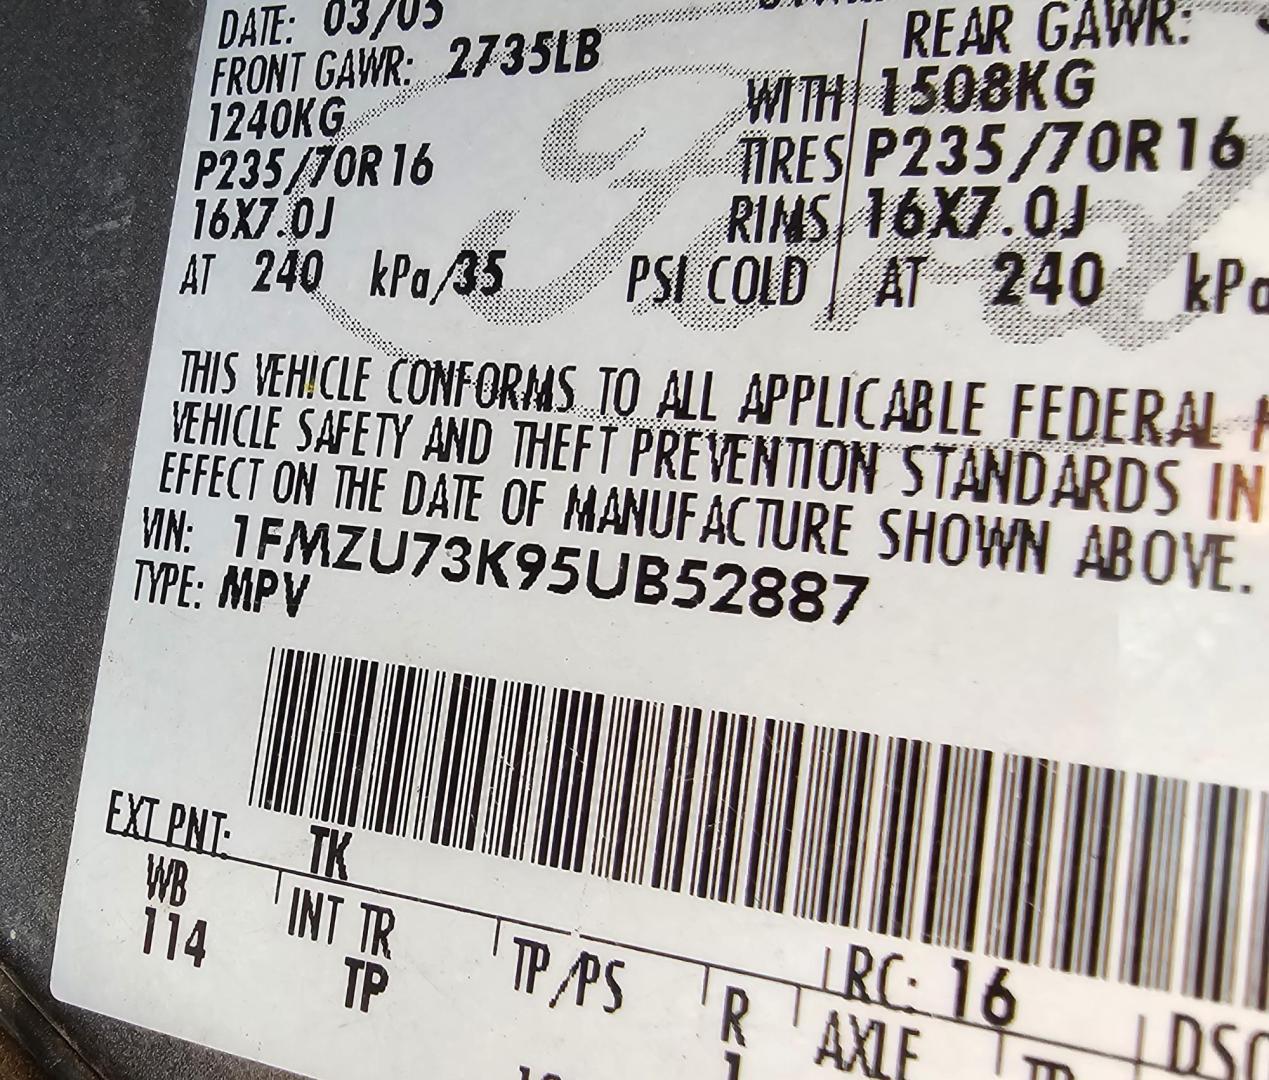 DATE: 03/05
FRONT GAWR: 2735LB REAR GAWR:
1240KG WITH 1508KG
P235/70R16 TIRES P235/70R16
16X7.0J RIMS 16X7.0J
AT 240 kPa/35 PSI COLD AT 240 kPa
THIS VEHICLE CONFORMS TO ALL APPLICABLE FEDERAL
VEHICLE SAFETY AND THEFT PREVENTION STANDARDS IN
EFFECT ON THE DATE OF MANUFACTURE SHOWN ABOVE.
VIN: 1FMZU73K95UB52887
TYPE: MPV
EXT PNT: TK RC: 16 DSO
WB INT TR TP/PS R AXLE
114 TP